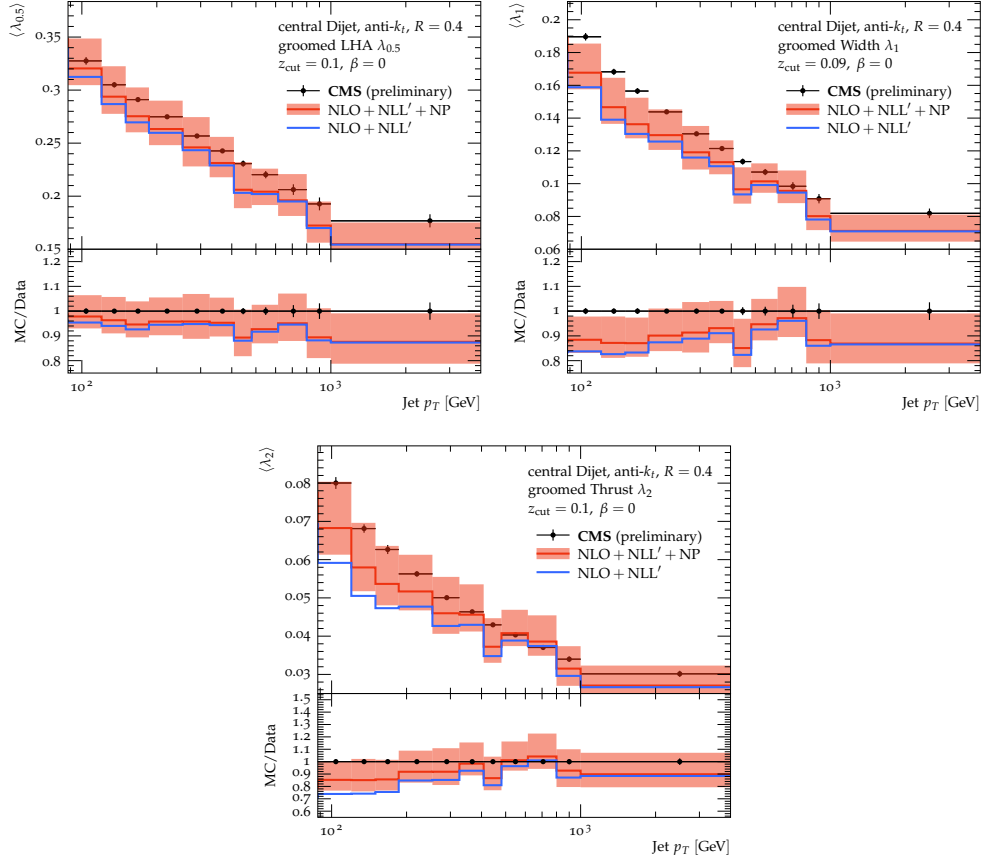 ⟨λ0.5⟩
central Dijet, anti-kt, R = 0.4
groomed LHA λ0.5
zcut = 0.1, β = 0
CMS (preliminary)
NLO + NLL′ + NP
NLO + NLL′
0.35
0.3
0.25
0.2
0.15
MC/Data
1.2
1.1
1
0.9
0.8
10²
10³
Jet pT [GeV]
⟨λ1⟩
central Dijet, anti-kt, R = 0.4
groomed Width λ1
zcut = 0.09, β = 0
CMS (preliminary)
NLO + NLL′ + NP
NLO + NLL′
0.2
0.18
0.16
0.14
0.12
0.1
0.08
0.06
MC/Data
1.2
1.1
1
0.9
0.8
10²
10³
Jet pT [GeV]
⟨λ2⟩
central Dijet, anti-kt, R = 0.4
groomed Thrust λ2
zcut = 0.1, β = 0
CMS (preliminary)
NLO + NLL′ + NP
NLO + NLL′
0.08
0.07
0.06
0.05
0.04
0.03
MC/Data
1.5
1.4
1.3
1.2
1.1
1
0.9
0.8
0.7
0.6
10²
10³
Jet pT [GeV]